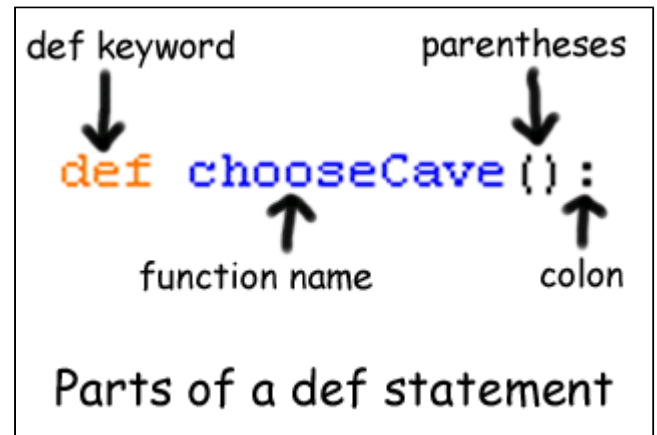 def keyword parentheses
def chooseCave():
function name colon
Parts of a def statement